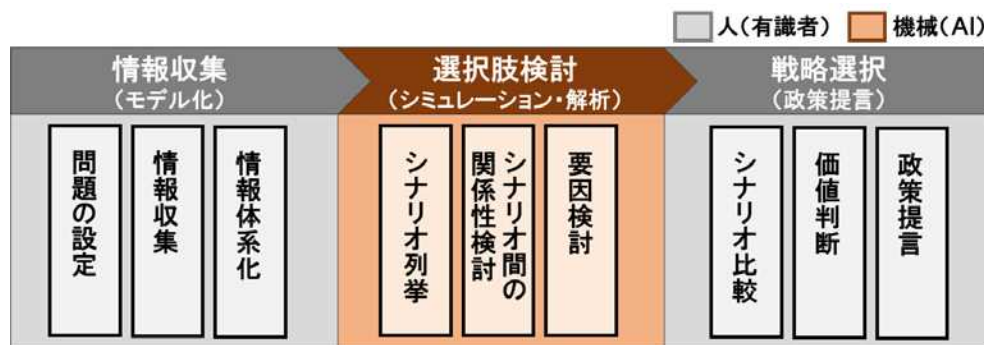 人(有識者) 機械(AI)
情報収集
(モデル化)
選択肢検討
(シミュレーション・解析)
戦略選択
(政策提言)
問題の設定
情報収集
情報体系化
シナリオ列挙
シナリオ間の
関係性検討
要因検討
シナリオ比較
価値判断
政策提言